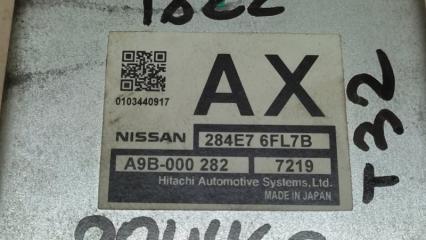 AX
0103440917
NISSAN 284E7 6FL7B
A9B-000 282 7219
Hitachi Automotive Systems,Ltd.
MADE IN JAPAN
T32